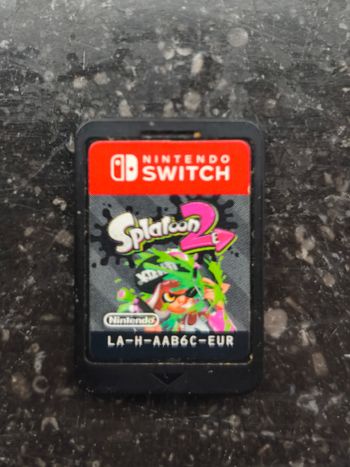 NINTENDO
SWITCH
Splatoon 2
Nintendo
LA-H-AAB6C-EUR